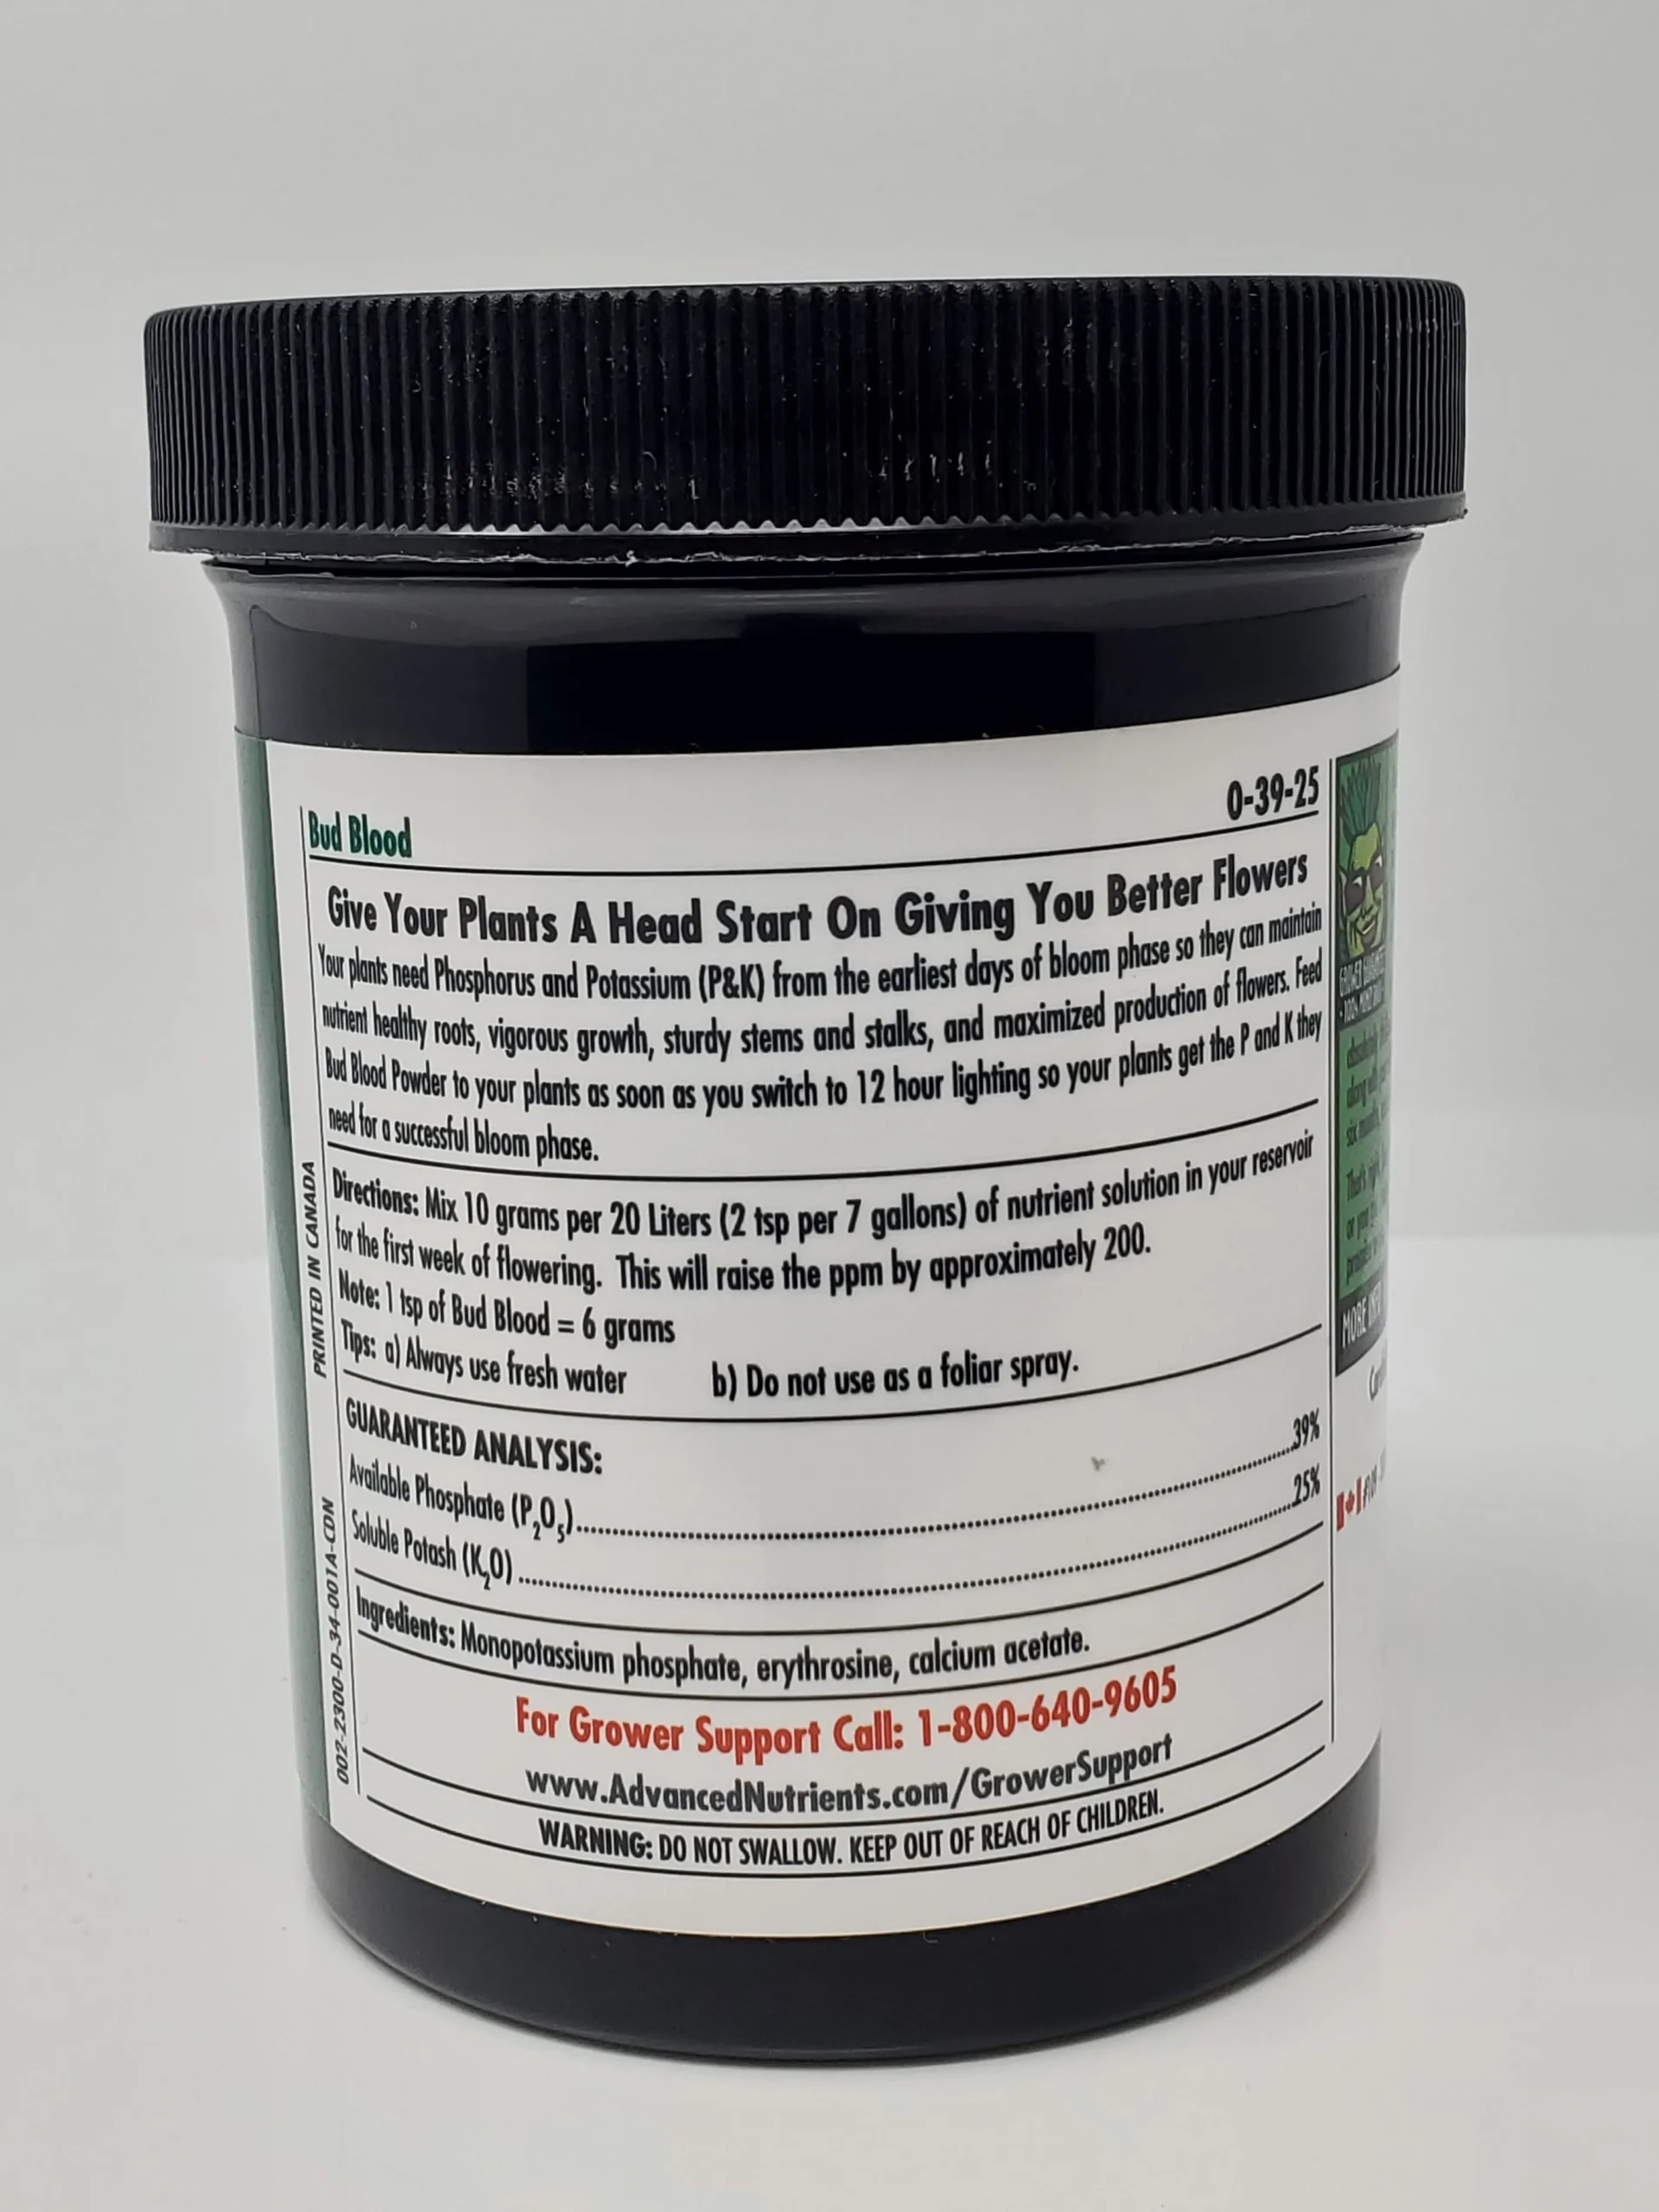 Bud Blood 0-39-25
Give Your Plants A Head Start On Giving You Better Flowers
Your plants need Phosphorus and Potassium (P&K) from the earliest days of bloom phase so they can maintain
nutrient healthy roots, vigorous growth, sturdy stems and stalks, and maximized production of flowers. Feed
Bud Blood Powder to your plants as soon as you switch to 12 hour lighting so your plants get the P and K they
need for a successful bloom phase.
Directions: Mix 10 grams per 20 Liters (2 tsp per 7 gallons) of nutrient solution in your reservoir
for the first week of flowering. This will raise the ppm by approximately 200.
Note: 1 tsp of Bud Blood = 6 grams
Tips: a) Always use fresh water b) Do not use as a foliar spray.
GUARANTEED ANALYSIS:
Available Phosphate (P₂O₅)..........39%
Soluble Potash (K₂O)..........25%
Ingredients: Monopotassium phosphate, erythrosine, calcium acetate.
For Grower Support Call: 1-800-640-9605
www.AdvancedNutrients.com/GrowerSupport
WARNING: DO NOT SWALLOW. KEEP OUT OF REACH OF CHILDREN.
PRINTED IN CANADA
002-2300-D-34-001A-CDN
along with
six
That's
or you
MORE